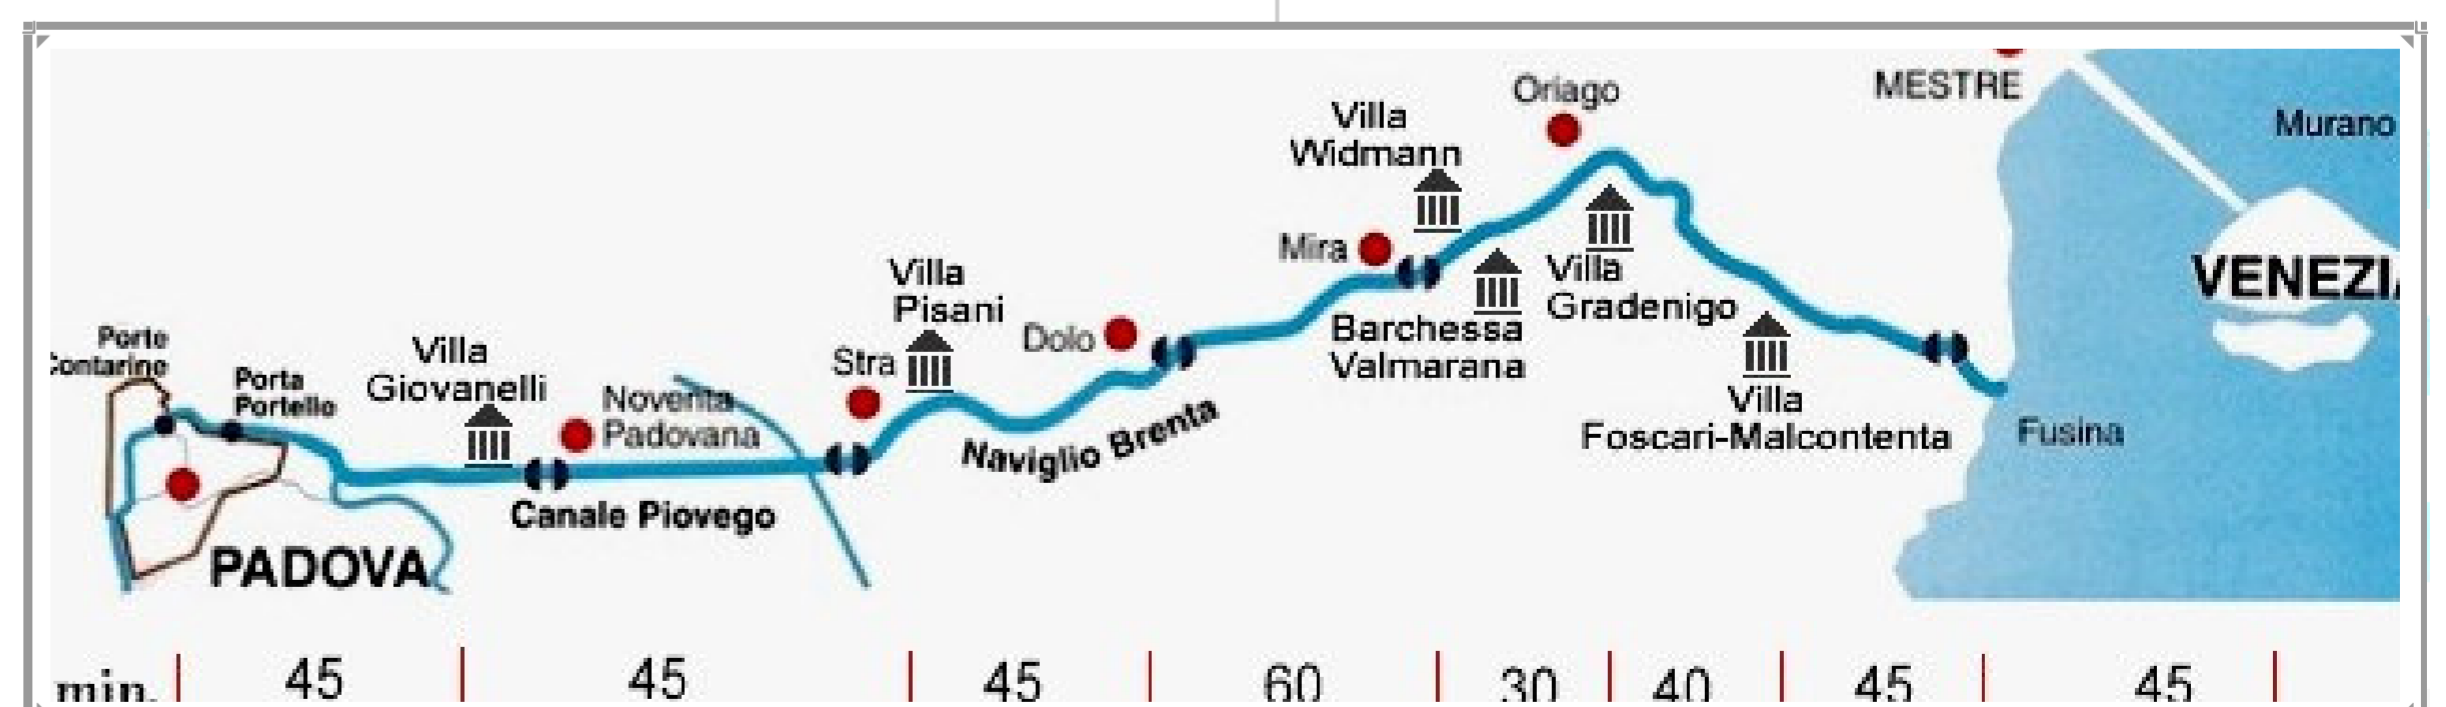 Oriago
MESTRE
Murano
Villa
Widmann
Mira
Villa
Gradenigo
VENEZI
Villa
Pisani
Dolo
Barchessa
Valmarana
Stra
Porte
Contarine
Porta
Portello
Villa
Giovanelli
Noventa
Padovana
Naviglio Brenta
Villa
Foscari-Malcontenta
Fusina
Canale Piovego
PADOVA
min. 45 45 45 60 30 40 45 45